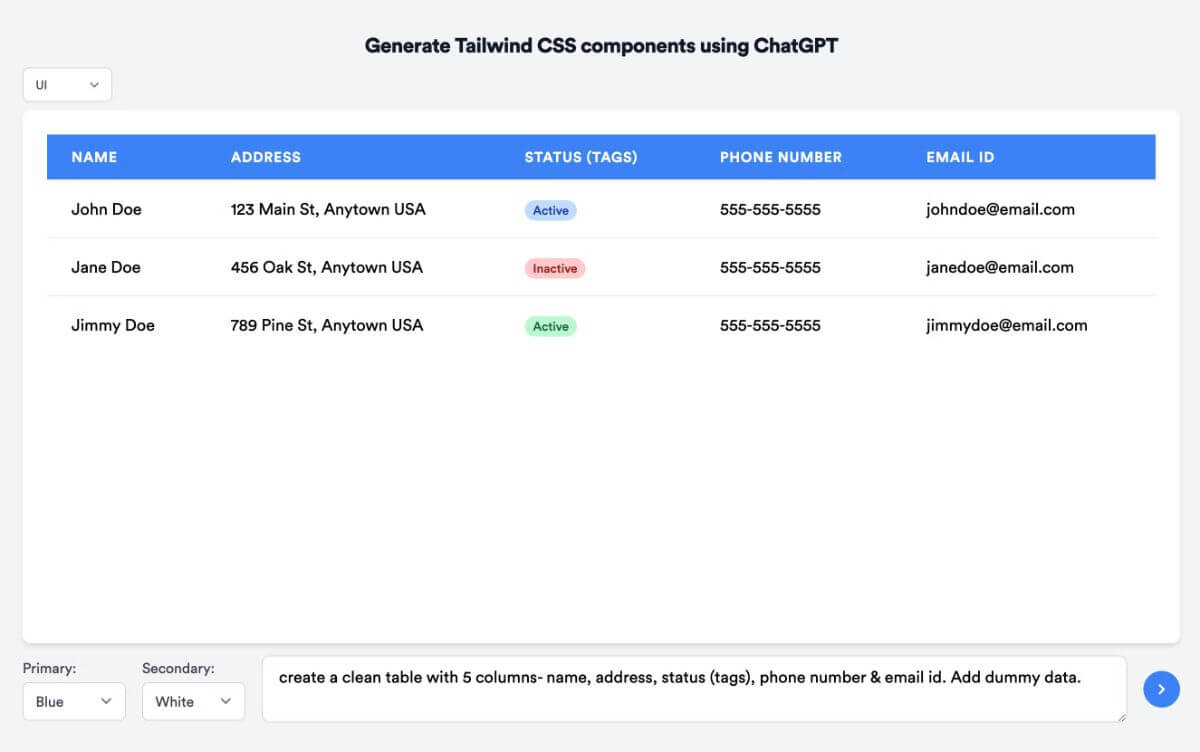 Generate Tailwind CSS components using ChatGPT
UI
NAME ADDRESS STATUS (TAGS) PHONE NUMBER EMAIL ID
John Doe 123 Main St, Anytown USA Active 555-555-5555 johndoe@email.com
Jane Doe 456 Oak St, Anytown USA Inactive 555-555-5555 janedoe@email.com
Jimmy Doe 789 Pine St, Anytown USA Active 555-555-5555 jimmydoe@email.com
Primary: Secondary:
Blue White
create a clean table with 5 columns- name, address, status (tags), phone number & email id. Add dummy data.